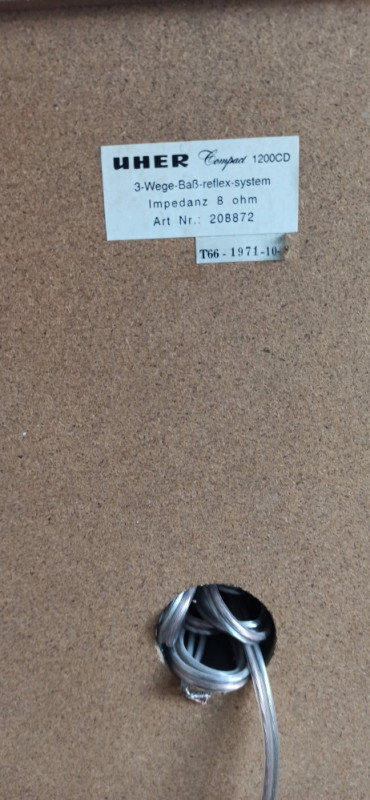 UHER Compact 1200CD
3-Wege-Baß-reflex-system
Impedanz 8 ohm
Art Nr.: 208872
T66 - 1971-10-